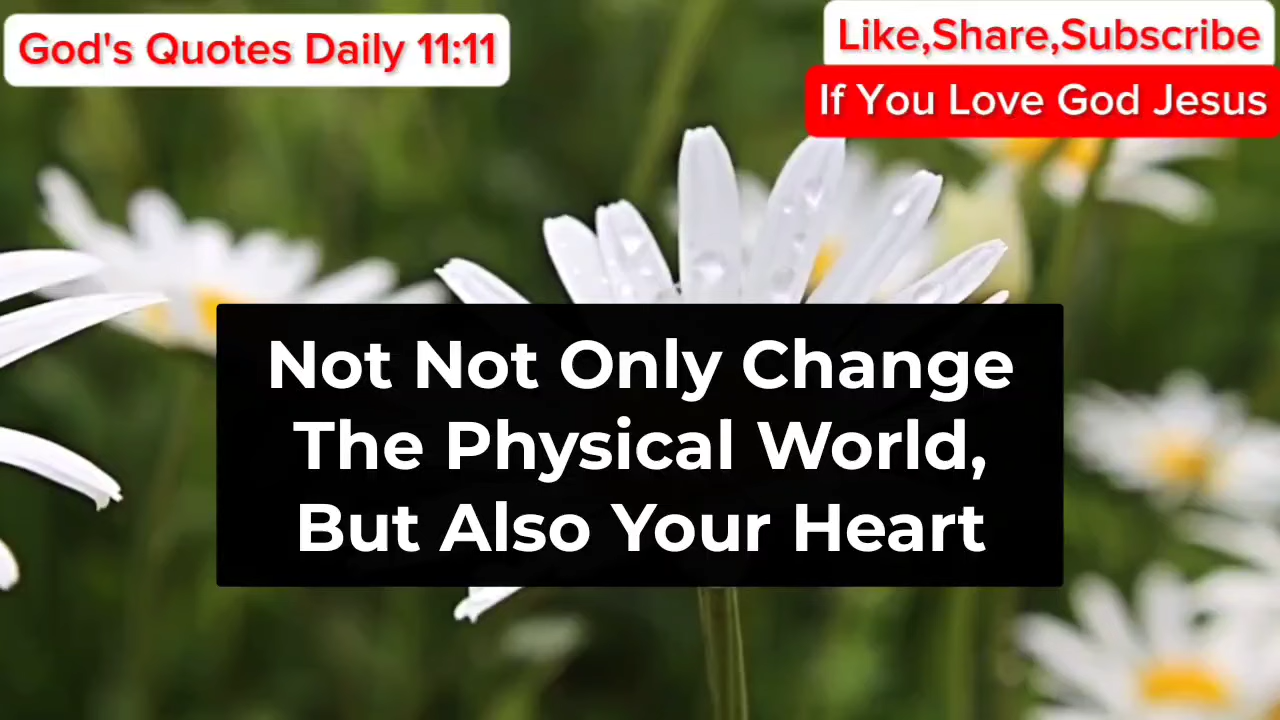 God's Quotes Daily 11:11
Like,Share,Subscribe
If You Love God Jesus
Not Not Only Change
The Physical World,
But Also Your Heart